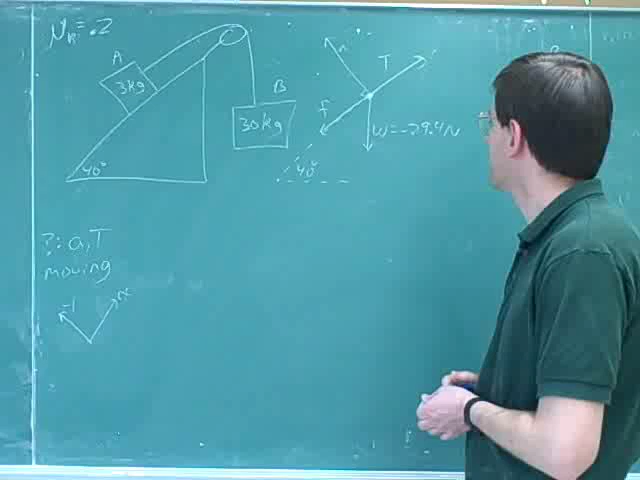 μk=.2
A
3kg
B
30kg
40°
n
T
f
W=-29.4N
40°
?: a,T
moving